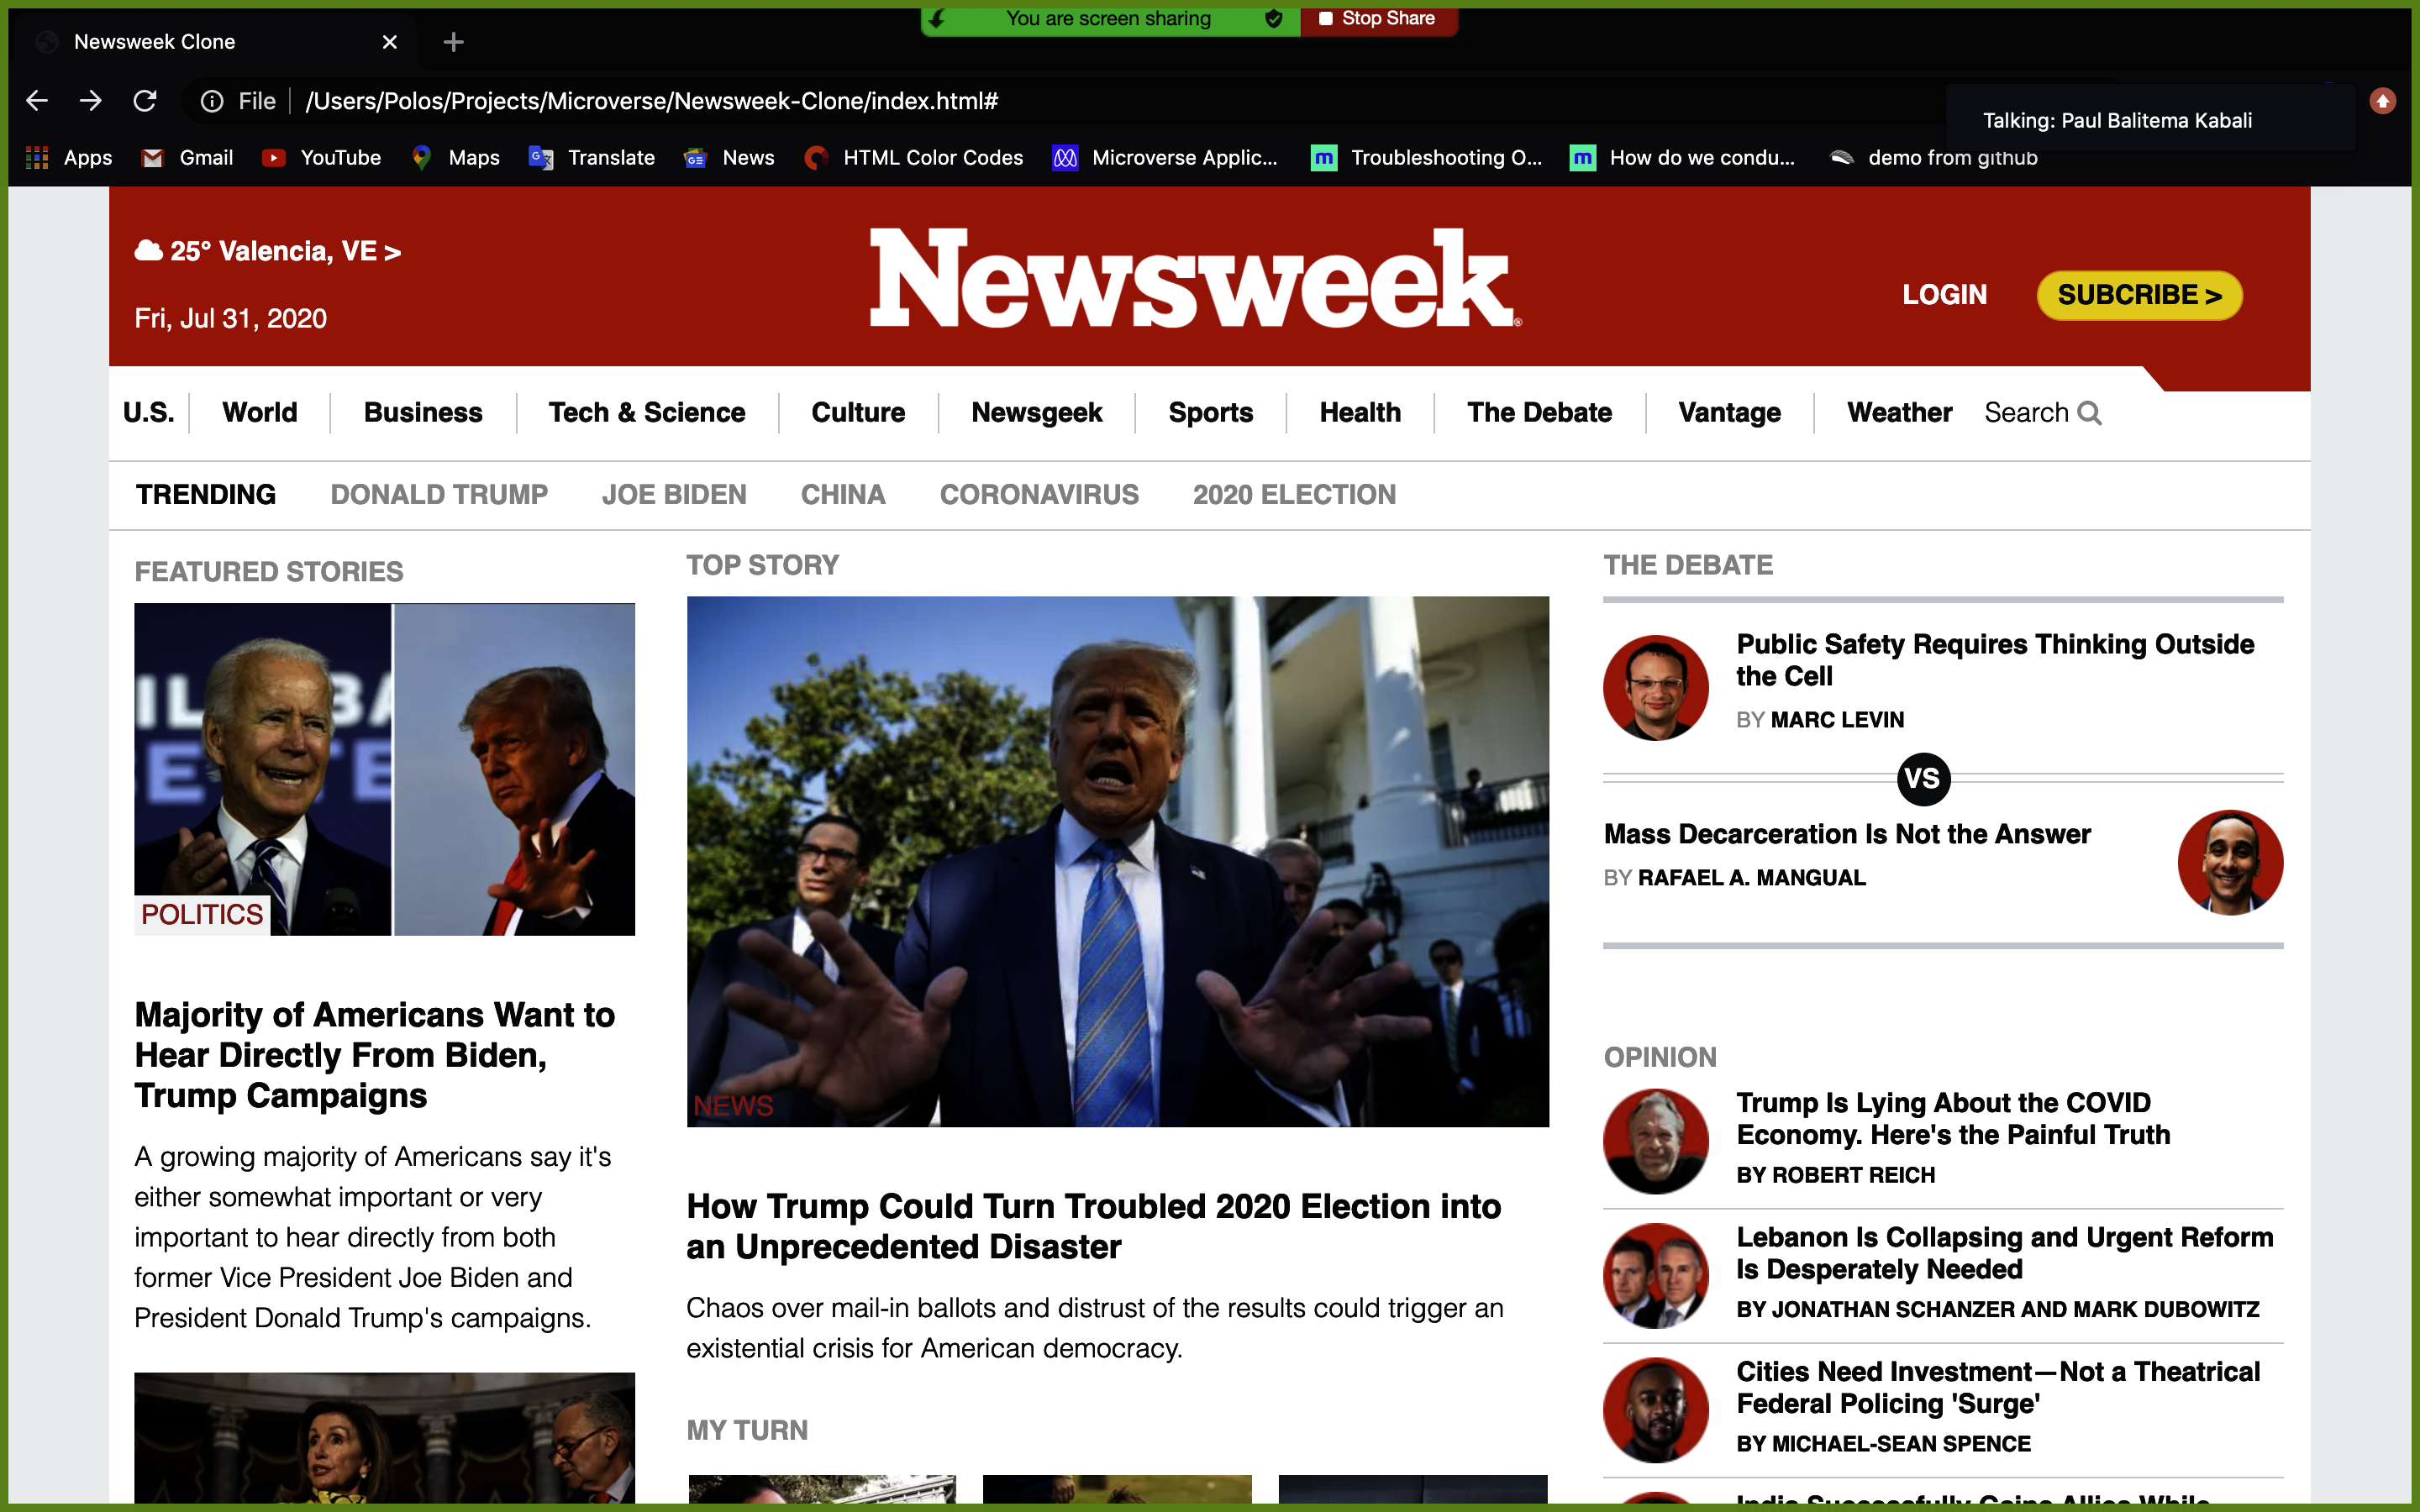 You are screen sharing
Stop Share
Newsweek Clone
File
/Users/Polos/Projects/Microverse/Newsweek-Clone/index.html#
Talking: Paul Balitema Kabali
Apps
Gmail
YouTube
Maps
Translate
News
HTML Color Codes
Microverse Applic...
Troubleshooting O...
How do we condu...
demo from github
25° Valencia, VE >
Fri, Jul 31, 2020
Newsweek
LOGIN
SUBCRIBE >
U.S.
World
Business
Tech & Science
Culture
Newsgeek
Sports
Health
The Debate
Vantage
Weather
Search
TRENDING
DONALD TRUMP
JOE BIDEN
CHINA
CORONAVIRUS
2020 ELECTION
FEATURED STORIES
POLITICS
Majority of Americans Want to
Hear Directly From Biden,
Trump Campaigns
A growing majority of Americans say it's
either somewhat important or very
important to hear directly from both
former Vice President Joe Biden and
President Donald Trump's campaigns.
TOP STORY
NEWS
How Trump Could Turn Troubled 2020 Election into
an Unprecedented Disaster
Chaos over mail-in ballots and distrust of the results could trigger an
existential crisis for American democracy.
MY TURN
THE DEBATE
Public Safety Requires Thinking Outside
the Cell
BY MARC LEVIN
VS
Mass Decarceration Is Not the Answer
BY RAFAEL A. MANGUAL
OPINION
Trump Is Lying About the COVID
Economy. Here's the Painful Truth
BY ROBERT REICH
Lebanon Is Collapsing and Urgent Reform
Is Desperately Needed
BY JONATHAN SCHANZER AND MARK DUBOWITZ
Cities Need Investment—Not a Theatrical
Federal Policing 'Surge'
BY MICHAEL-SEAN SPENCE
India Successfully Gains Allies While